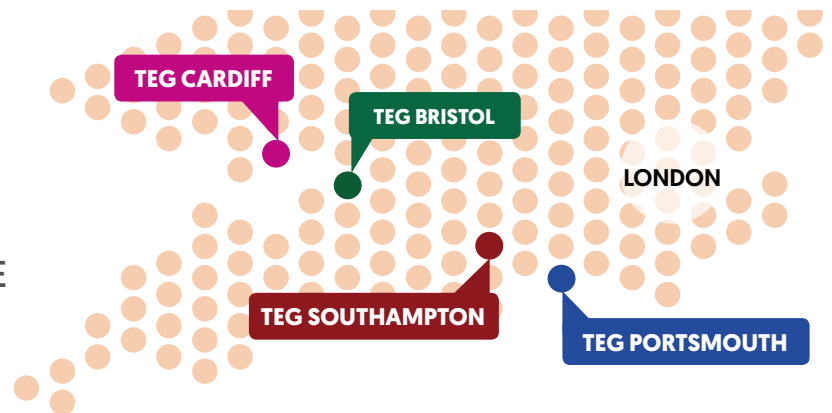 TEG CARDIFF
TEG BRISTOL
LONDON
E
TEG SOUTHAMPTON
TEG PORTSMOUTH